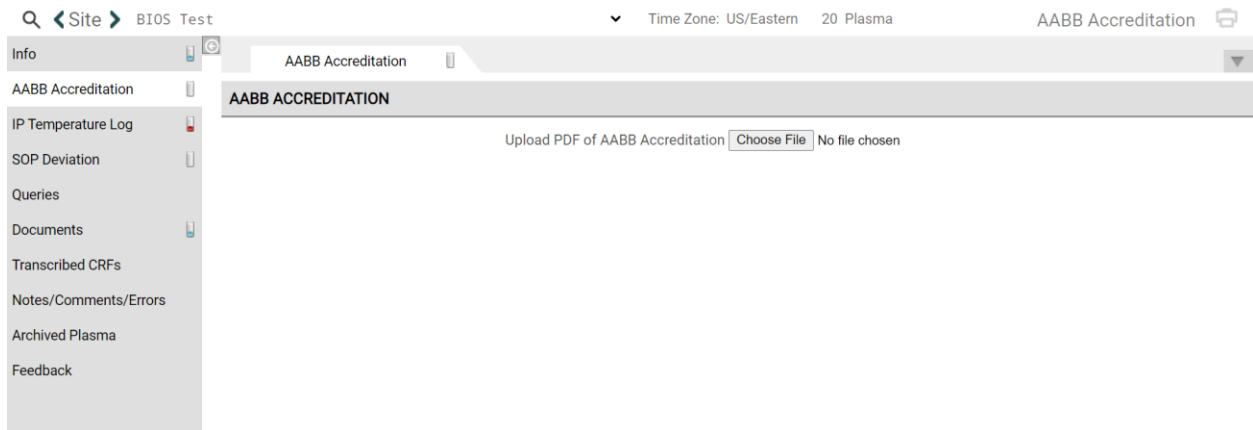 Site BIOS Test Time Zone: US/Eastern 20 Plasma AABB Accreditation
Info
AABB Accreditation
IP Temperature Log
SOP Deviation
Queries
Documents
Transcribed CRFs
Notes/Comments/Errors
Archived Plasma
Feedback
AABB Accreditation
AABB ACCREDITATION
Upload PDF of AABB Accreditation Choose File No file chosen